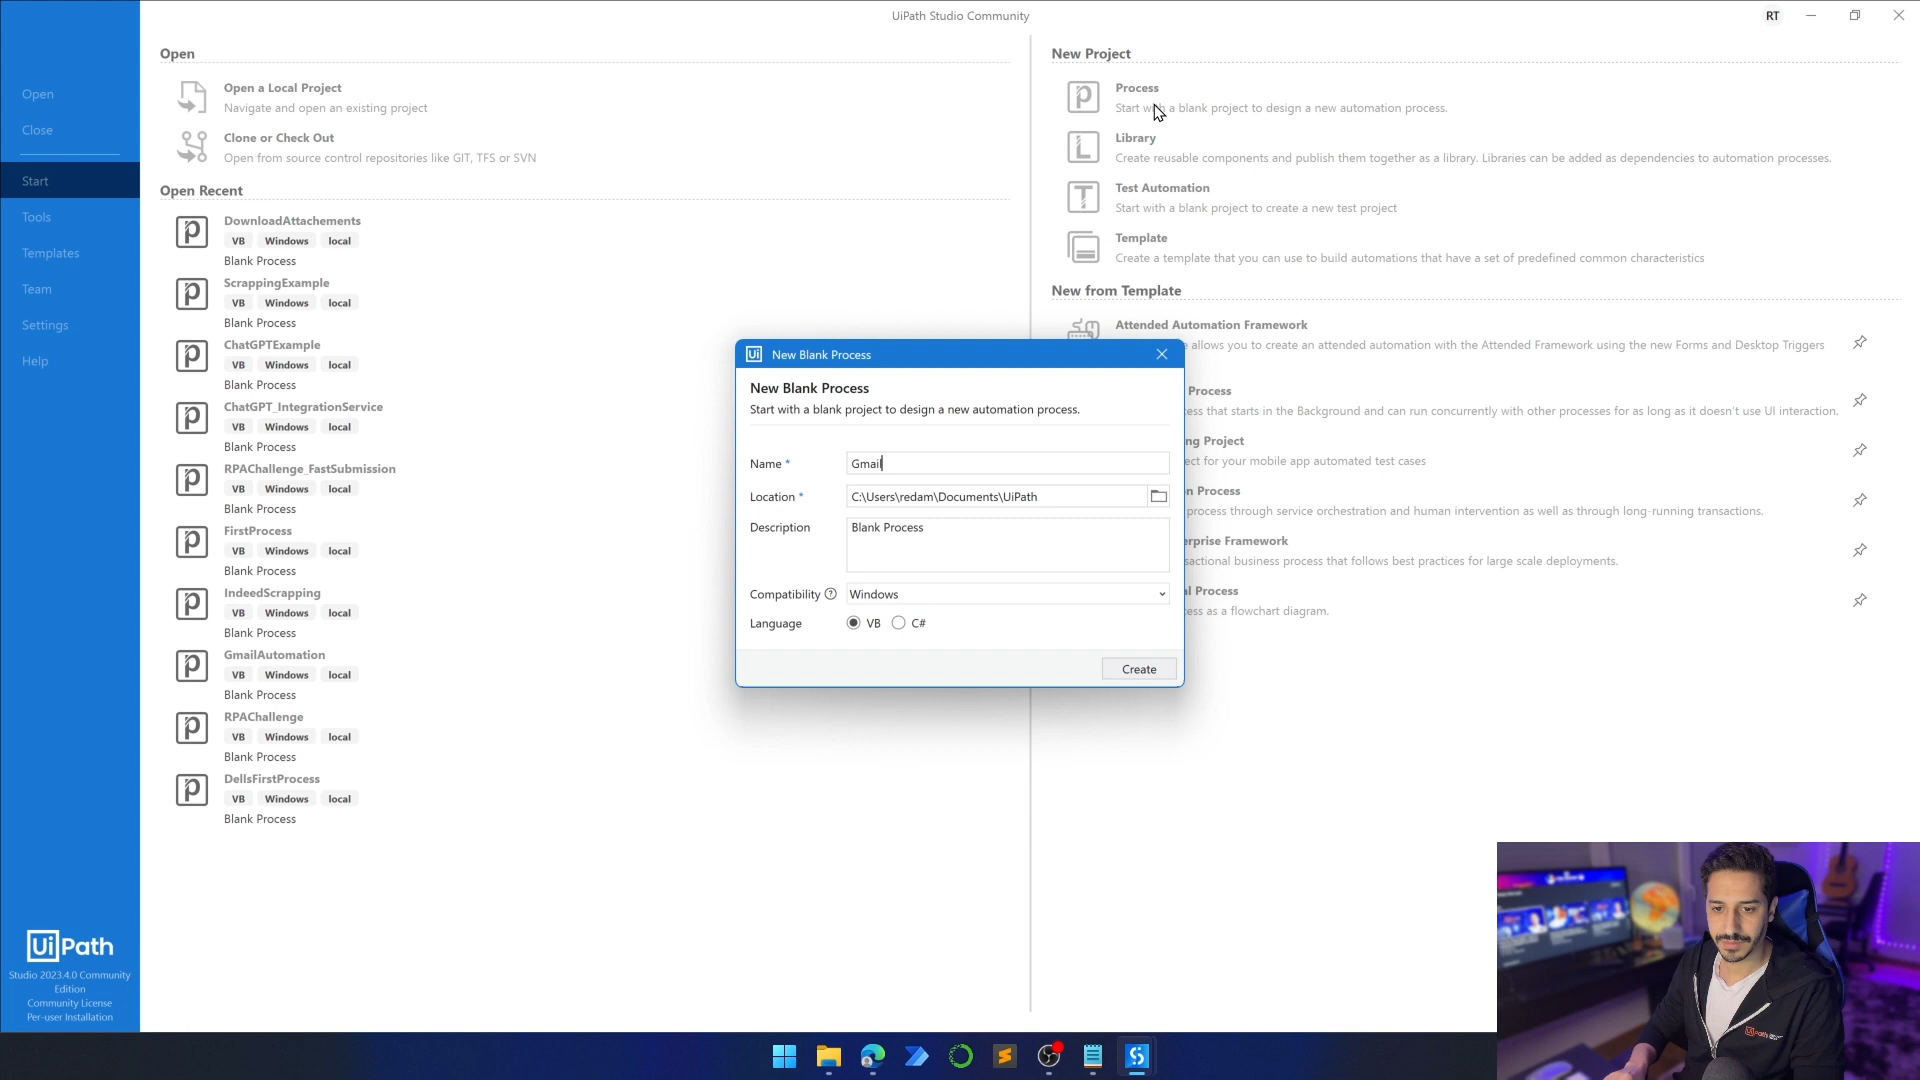 UiPath Studio Community
RT
Open
Close
Start
Tools
Templates
Team
Settings
Help
UiPath
Studio 2023.4.0 Community
Edition
Community License
Per-user Installation
Open
Open a Local Project
Navigate and open an existing project
Clone or Check Out
Open from source control repositories like GIT, TFS or SVN
Open Recent
DownloadAttachements
VB Windows local
Blank Process
ScrappingExample
VB Windows local
Blank Process
ChatGPTExample
VB Windows local
Blank Process
ChatGPT_IntegrationService
VB Windows local
Blank Process
RPAChallenge_FastSubmission
VB Windows local
Blank Process
FirstProcess
VB Windows local
Blank Process
IndeedScrapping
VB Windows local
Blank Process
GmailAutomation
VB Windows local
Blank Process
RPAChallenge
VB Windows local
Blank Process
DellsFirstProcess
VB Windows local
Blank Process
New Project
Process
Start with a blank project to design a new automation process.
Library
Create reusable components and publish them together as a library. Libraries can be added as dependencies to automation processes.
Test Automation
Start with a blank project to create a new test project
Template
Create a template that you can use to build automations that have a set of predefined common characteristics
New from Template
Attended Automation Framework
allows you to create an attended automation with the Attended Framework using the new Forms and Desktop Triggers
Process
that starts in the Background and can run concurrently with other processes for as long as it doesn't use UI interaction.
Project
for your mobile app automated test cases
Process
process through service orchestration and human intervention as well as through long-running transactions.
Framework
business process that follows best practices for large scale deployments.
Process
as a flowchart diagram.
Ui New Blank Process
New Blank Process
Start with a blank project to design a new automation process.
Name * Gmail
Location * C:\Users\redam\Documents\UiPath
Description Blank Process
Compatibility ? Windows
Language VB C#
Create